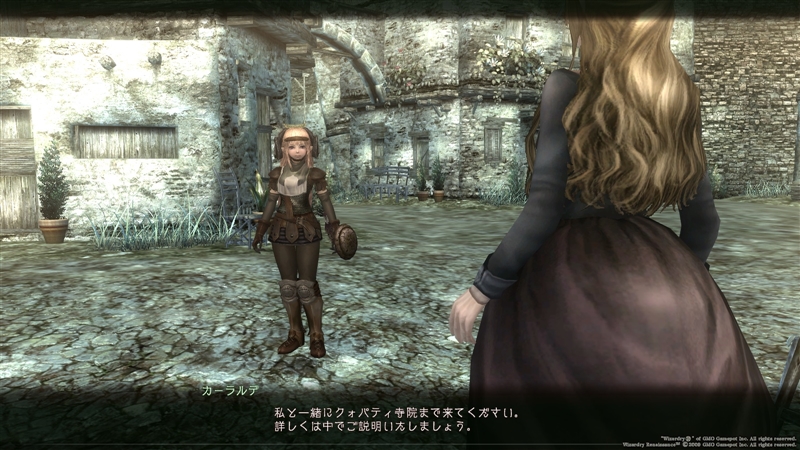 カーラルデ
私と一緒にクォパティ寺院まで来てください。
詳しくは中でご説明いたしましょう。
"Wizardry®" of GMO Gamepot Inc. All rights reserved.
Wizardry Renaissance™ ©2009 GMO Gamepot Inc. All rights reserved.